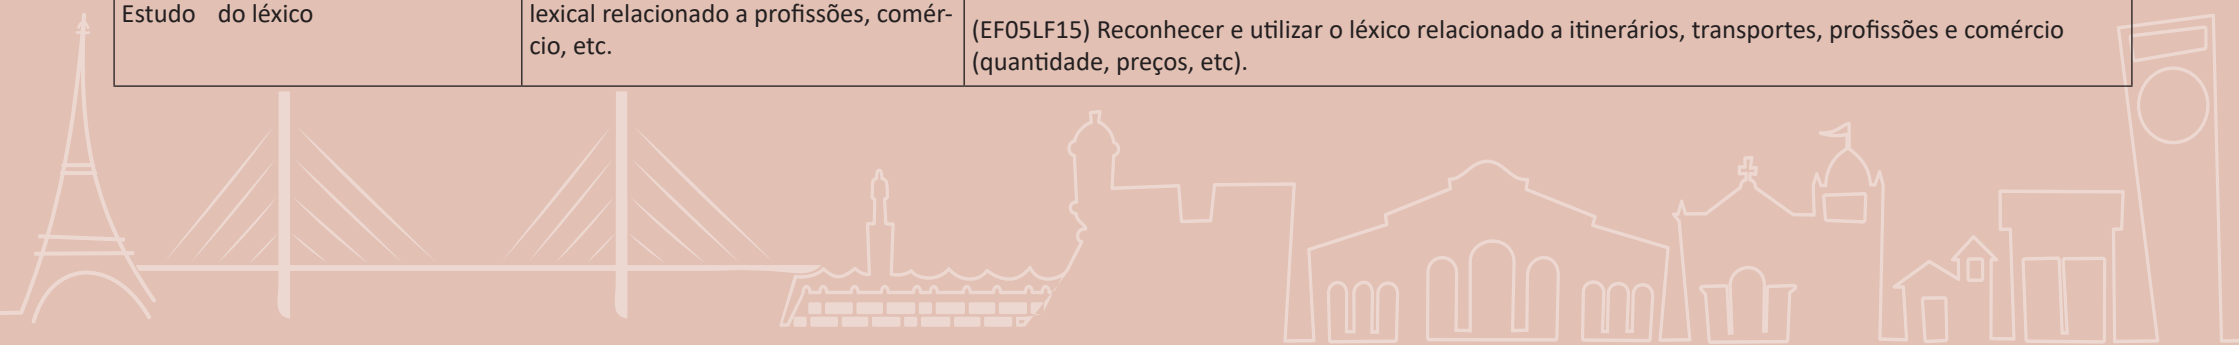 Estudo do léxico
lexical relacionado a profissões, comér-
cio, etc.
(EF05LF15) Reconhecer e utilizar o léxico relacionado a itinerários, transportes, profissões e comércio
(quantidade, preços, etc).